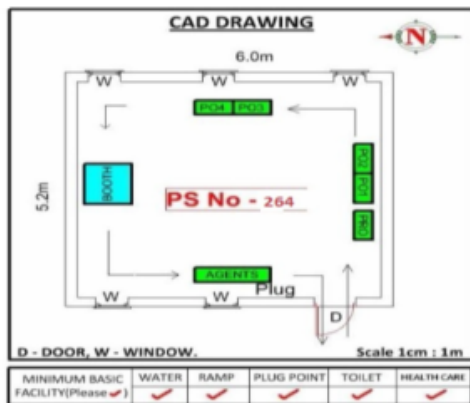 CAD DRAWING
N
6.0m
W W W
PO4 PO3
5.2m
BOOTH
PO2
PO1
PS No - 264
PRO
AGENTS
Plug
W W
D
D - DOOR, W - WINDOW. Scale 1cm : 1m
MINIMUM BASIC FACILITY(Please ✓) WATER RAMP PLUG POINT TOILET HEALTH CARE
✓ ✓ ✓ ✓ ✓